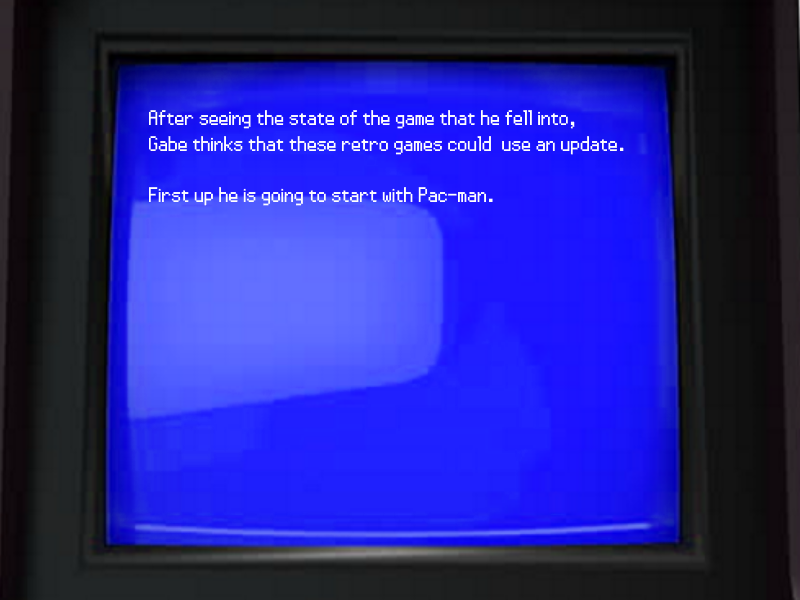 After seeing the state of the game that he fell into,
Gabe thinks that these retro games could  use an update.
First up he is going to start with Pac-man.